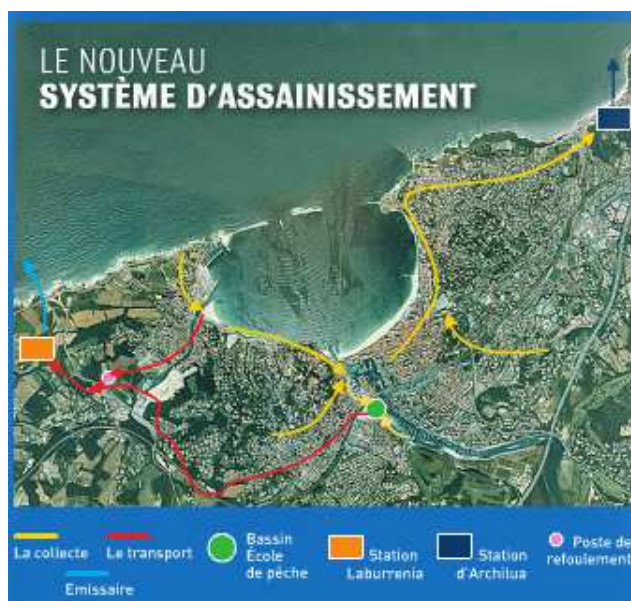 LE NOUVEAU
SYSTÈME D'ASSAINISSEMENT
La collecte
Le transport
Bassin
École
de pêche
Station
Laburrenia
Station
d'Archilua
Poste de
refoulement
Emissaire